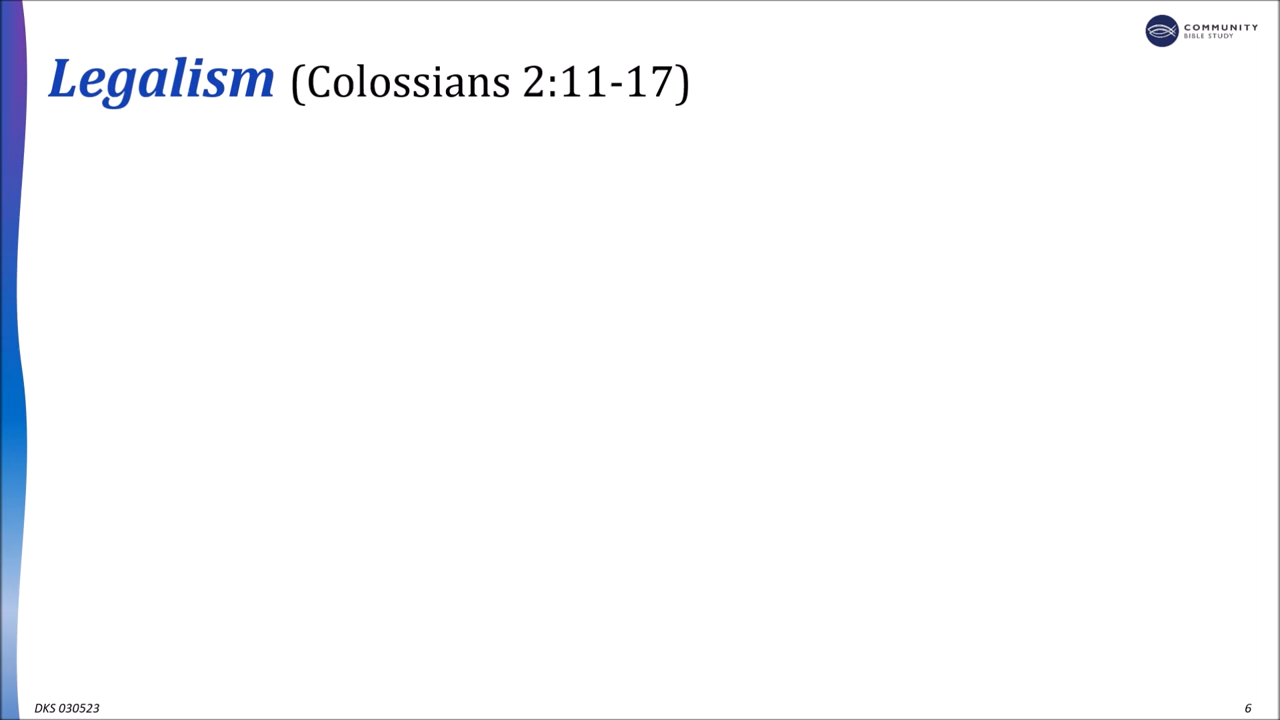 COMMUNITY
BIBLE STUDY
Legalism (Colossians 2:11-17)
DKS 030523
6